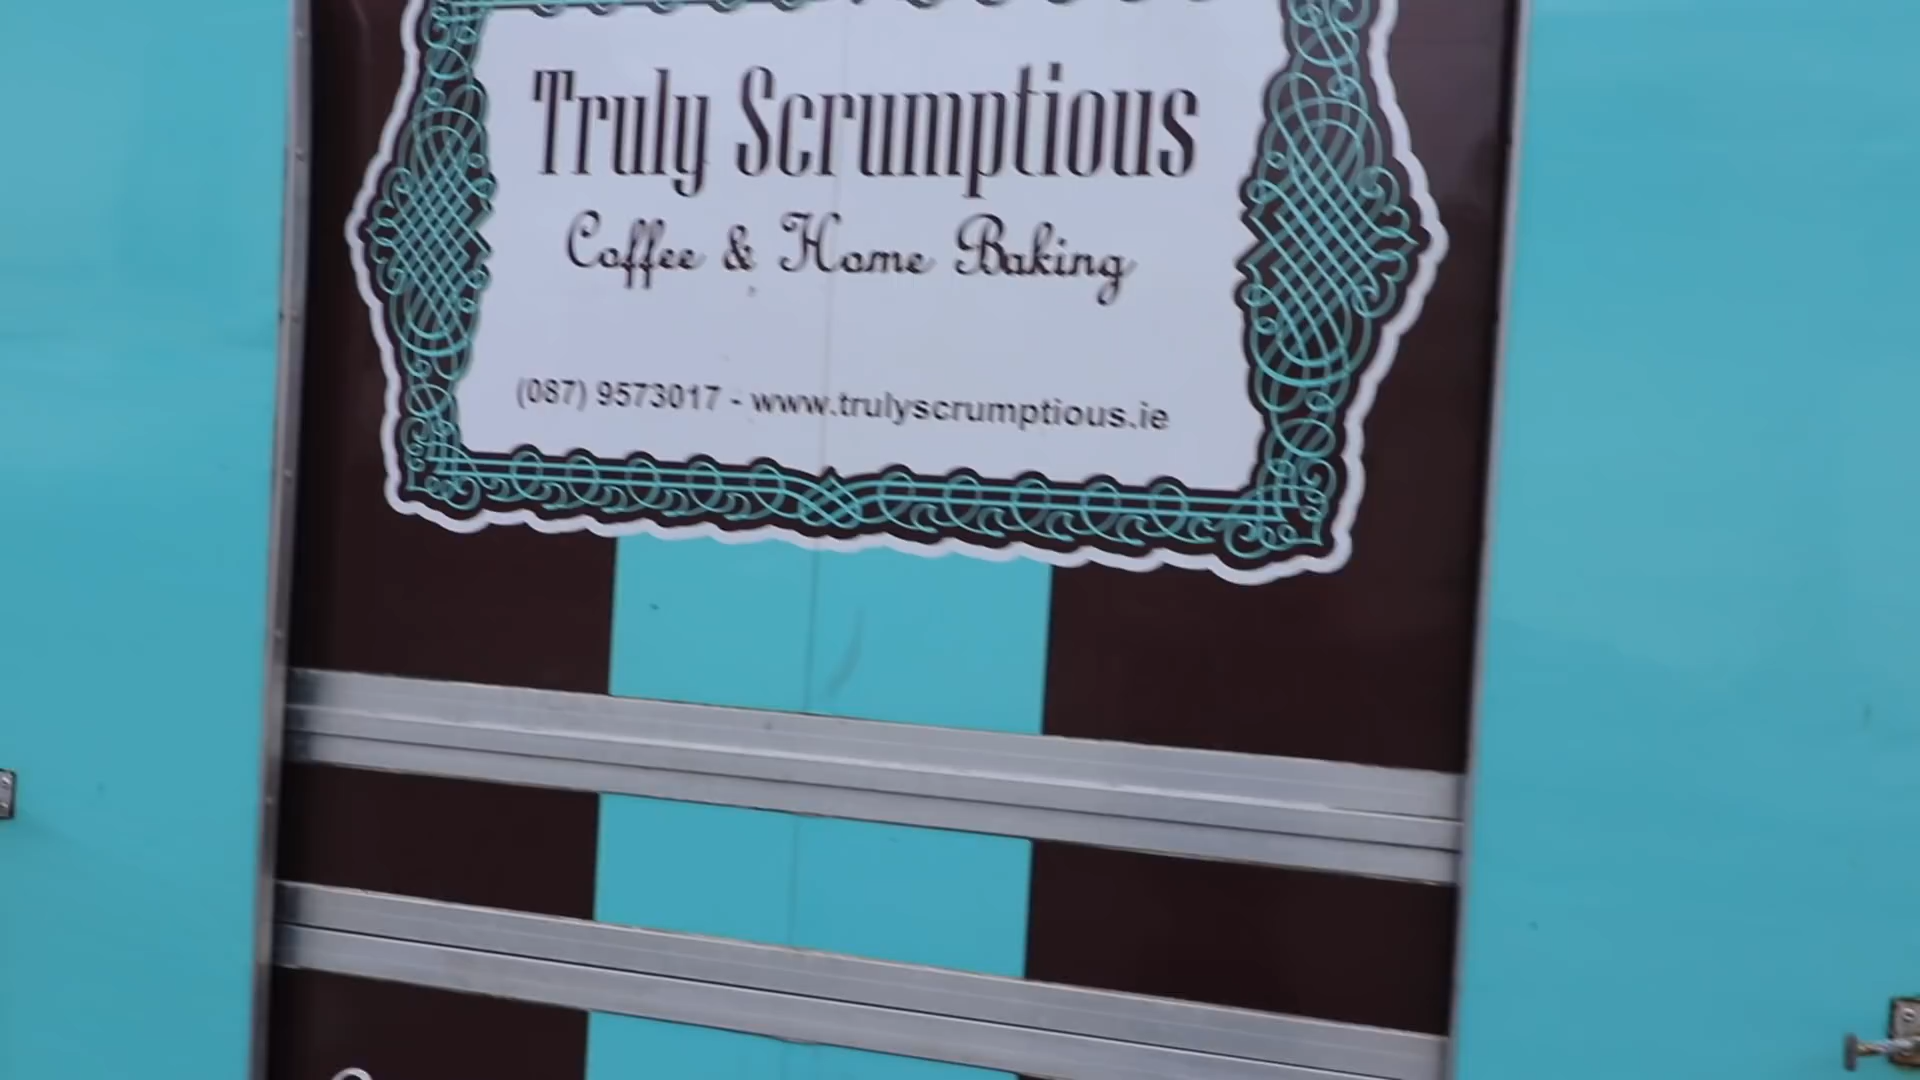 Truly Scrumptious
Coffee & Home Baking
(087) 9573017 - www.trulyscrumptious.ie